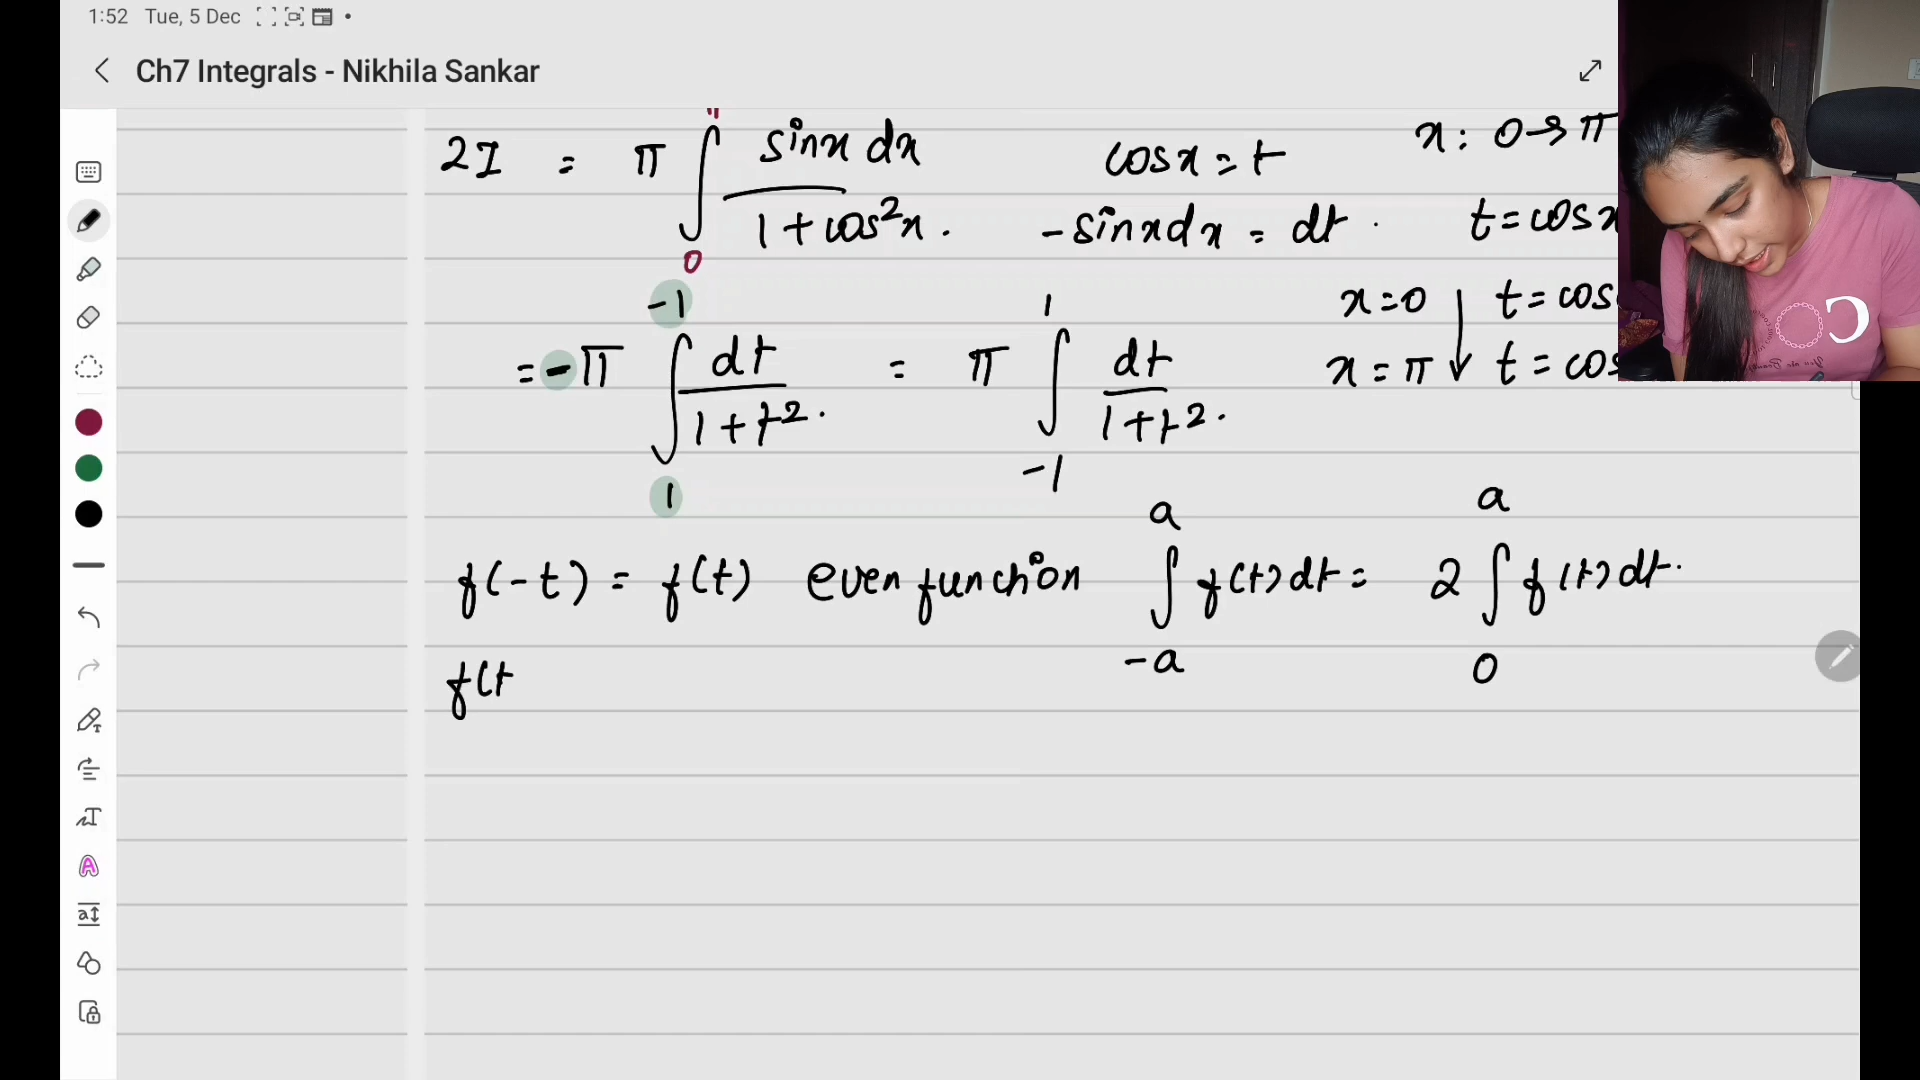 1:52 Tue, 5 Dec
Ch7 Integrals - Nikhila Sankar
2I = π ∫₀^π sinx dx / 1 + cos²x . cosx = t x : 0 → π
-sinxdx = dt . t = cosx
= -π ∫₁^-1 dt / 1 + t² . = π ∫₋₁^1 dt / 1 + t² . x = 0 ↓ t = cos
x = π t = cos
f(-t) = f(t) even function ∫₋ₐ^a f(t) dt = 2 ∫₀^a f(t) dt .
f(t